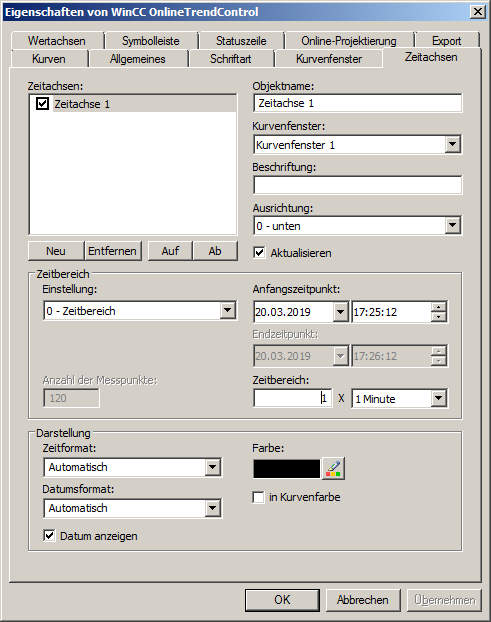 Eigenschaften von WinCC OnlineTrendControl
Wertachsen Symbolleiste Statuszeile Online-Projektierung Export
Kurven Allgemeines Schriftart Kurvenfenster Zeitachsen
Zeitachsen:
Zeitachse 1
Neu Entfernen Auf Ab
Objektname:
Zeitachse 1
Kurvenfenster:
Kurvenfenster 1
Beschriftung:
Ausrichtung:
0 - unten
Aktualisieren
Zeitbereich
Einstellung:
0 - Zeitbereich
Anfangszeitpunkt:
20.03.2019 17:25:12
Endzeitpunkt:
20.03.2019 17:26:12
Anzahl der Messpunkte:
120
Zeitbereich:
1 X 1 Minute
Darstellung
Zeitformat:
Automatisch
Datumsformat:
Automatisch
Datum anzeigen
Farbe:
in Kurvenfarbe
OK Abbrechen Übernehmen